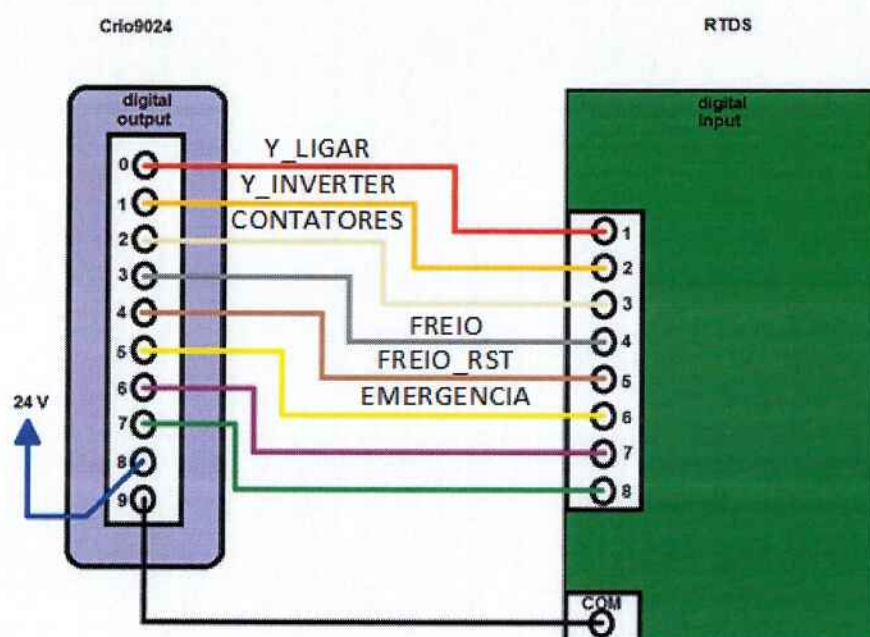 Crio9024
RTDS
digital
output
digital
input
0
1
2
3
4
5
6
7
8
9
Y_LIGAR
Y_INVERTER
CONTATORES
FREIO
FREIO_RST
EMERGENCIA
24 V
1
2
3
4
5
6
7
8
COM